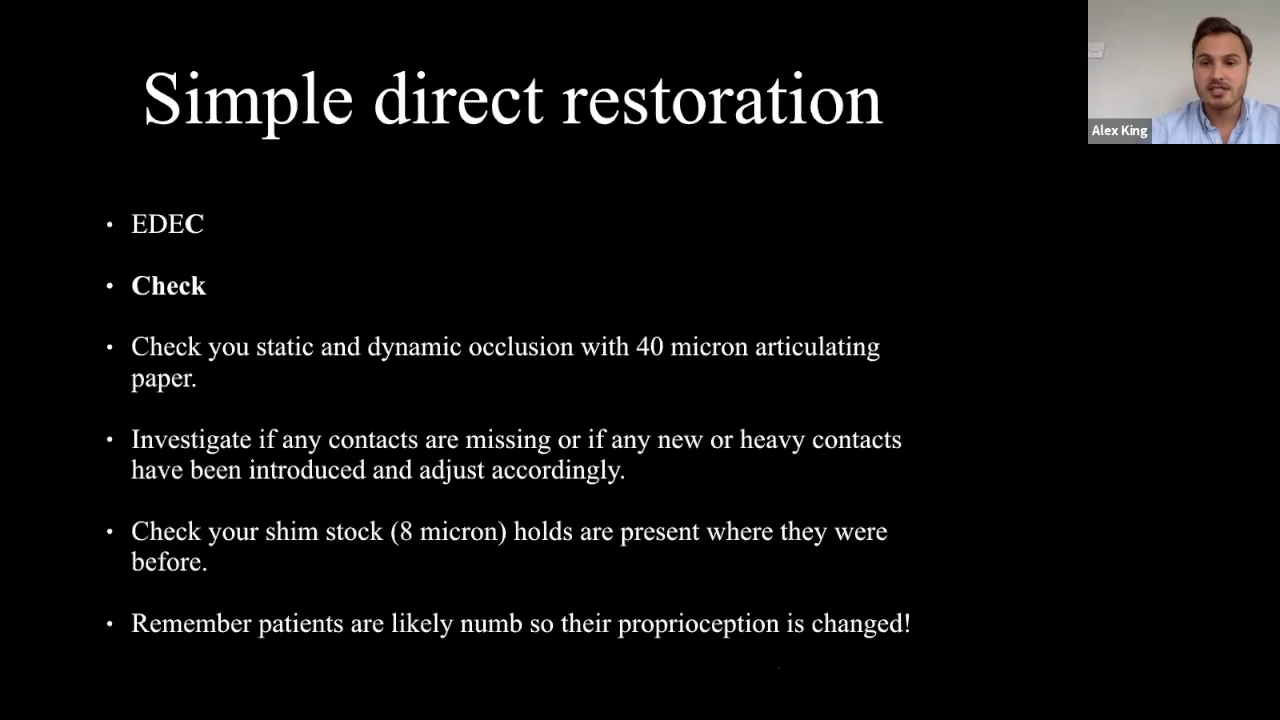 Simple direct restoration
Alex King
• EDEC
• Check
• Check you static and dynamic occlusion with 40 micron articulating
paper.
• Investigate if any contacts are missing or if any new or heavy contacts
have been introduced and adjust accordingly.
• Check your shim stock (8 micron) holds are present where they were
before.
• Remember patients are likely numb so their proprioception is changed!